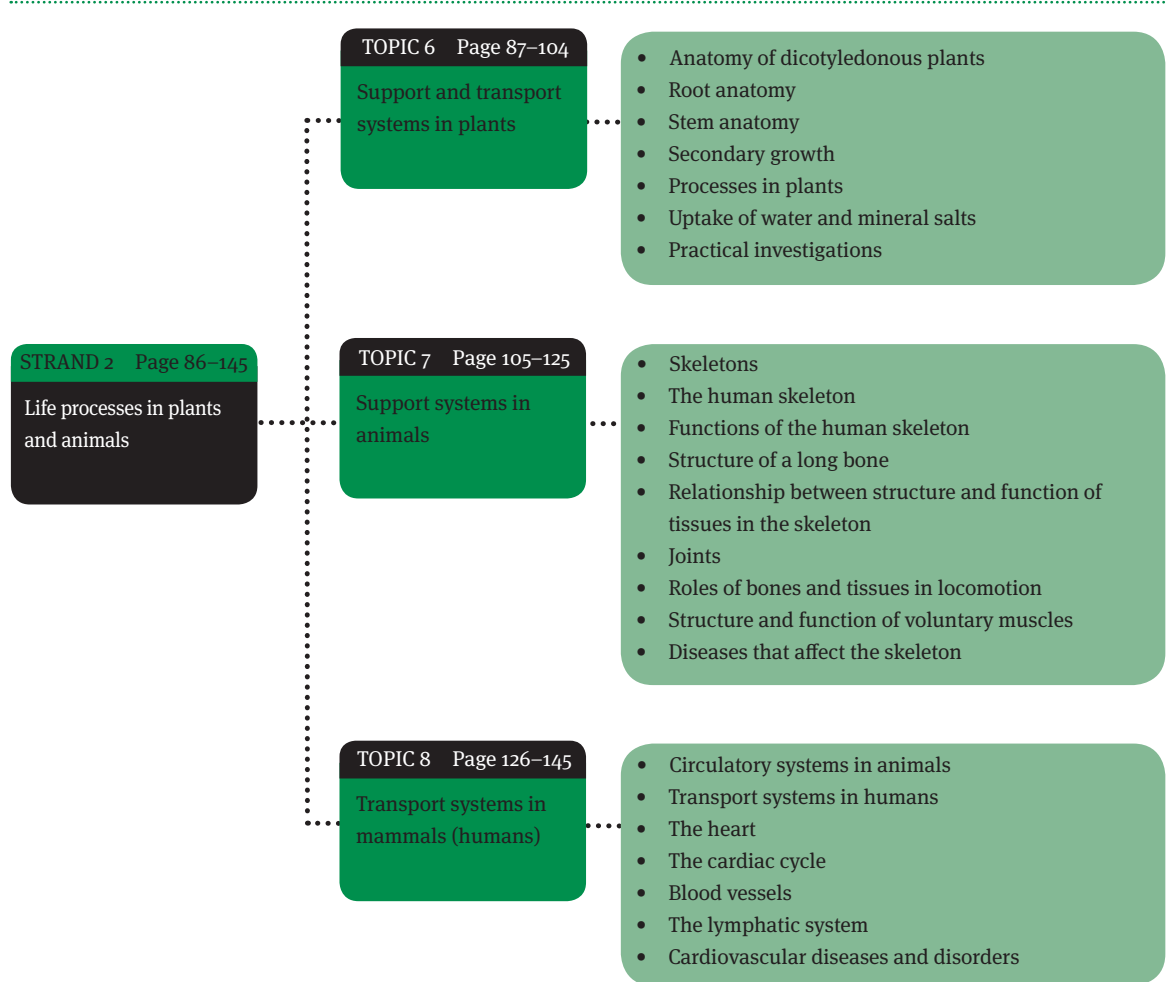 TOPIC 6 Page 87–104
Support and transport
systems in plants
• Anatomy of dicotyledonous plants
• Root anatomy
• Stem anatomy
• Secondary growth
• Processes in plants
• Uptake of water and mineral salts
• Practical investigations
STRAND 2 Page 86–145
Life processes in plants
and animals
TOPIC 7 Page 105–125
Support systems in
animals
• Skeletons
• The human skeleton
• Functions of the human skeleton
• Structure of a long bone
• Relationship between structure and function of
tissues in the skeleton
• Joints
• Roles of bones and tissues in locomotion
• Structure and function of voluntary muscles
• Diseases that affect the skeleton
TOPIC 8 Page 126–145
Transport systems in
mammals (humans)
• Circulatory systems in animals
• Transport systems in humans
• The heart
• The cardiac cycle
• Blood vessels
• The lymphatic system
• Cardiovascular diseases and disorders